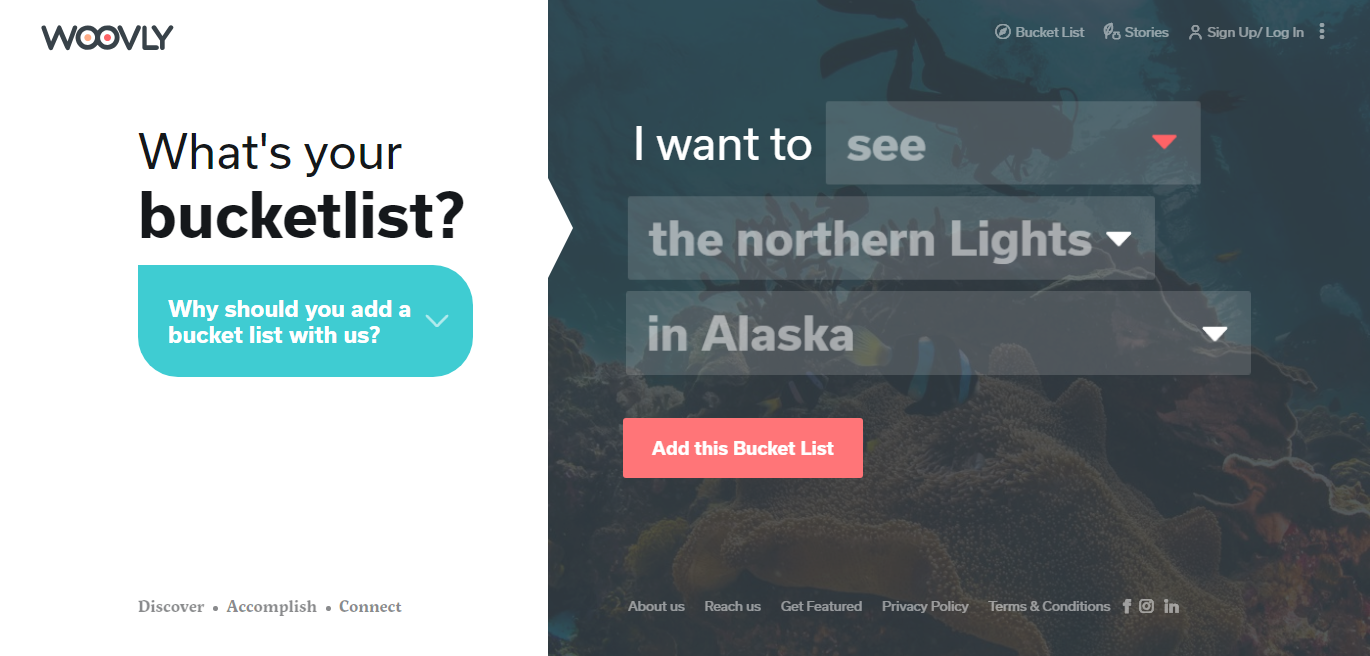 WOOVLY
Bucket List
Stories
Sign Up/ Log In
What's your
bucketlist?
Why should you add a
bucket list with us?
I want to see
the northern Lights
in Alaska
Add this Bucket List
Discover • Accomplish • Connect
About us
Reach us
Get Featured
Privacy Policy
Terms & Conditions